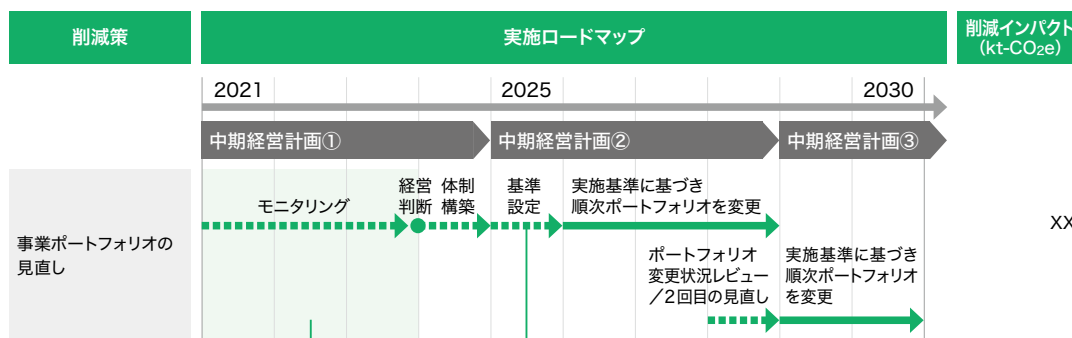 削減策
実施ロードマップ
削減インパクト
(kt-CO₂e)
2021
2025
2030
中期経営計画①
中期経営計画②
中期経営計画③
事業ポートフォリオの
見直し
モニタリング
経営
判断
体制
構築
基準
設定
実施基準に基づき
順次ポートフォリオを変更
XX
ポートフォリオ
変更状況レビュー
／2回目の見直し
実施基準に基づき
順次ポートフォリオ
を変更